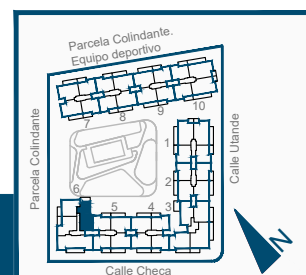 Parcela Colindante.
Equipo deportivo
10
9
8
7
Parcela Colindante
Calle Utande
1
2
3
6
5
4
Calle Checa
N